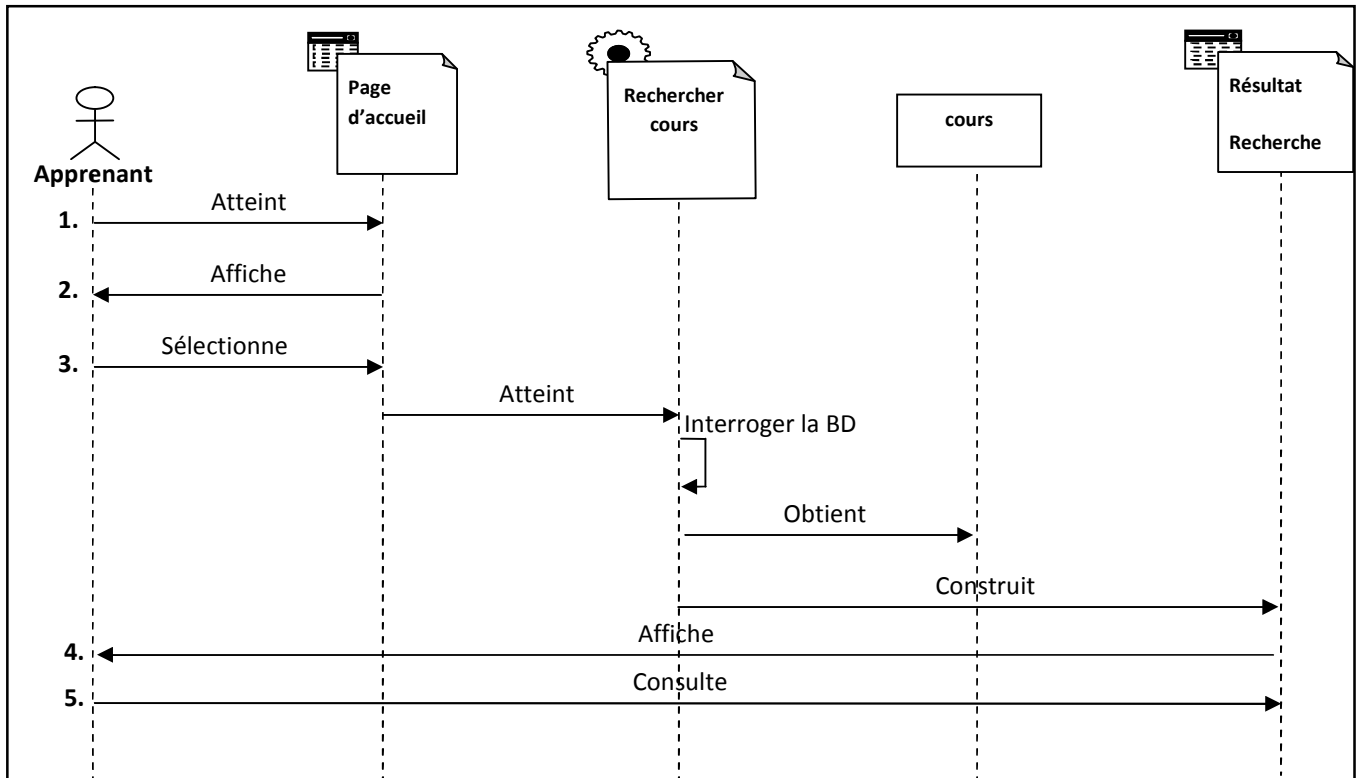 Page
d'accueil
Rechercher
cours
cours
Résultat
Recherche
Apprenant
Atteint
1.
Affiche
2.
Sélectionne
3.
Atteint
Interroger la BD
Obtient
Construit
Affiche
4.
Consulte
5.